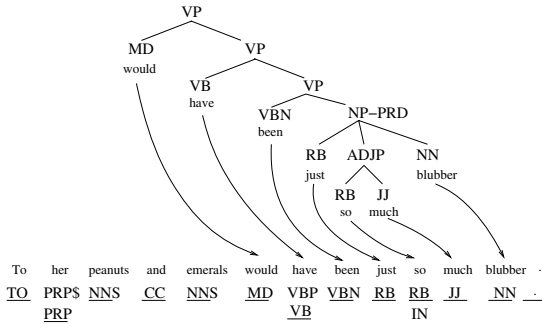 VP
MD VP
would
VB VP
have
VBN NP-PRD
been
RB ADJP NN
just blubber
RB JJ
so much
To her peanuts and emerals would have been just so much blubber .
TO PRP$ NNS CC NNS MD VBP VBN RB RB JJ NN .
PRP VB IN